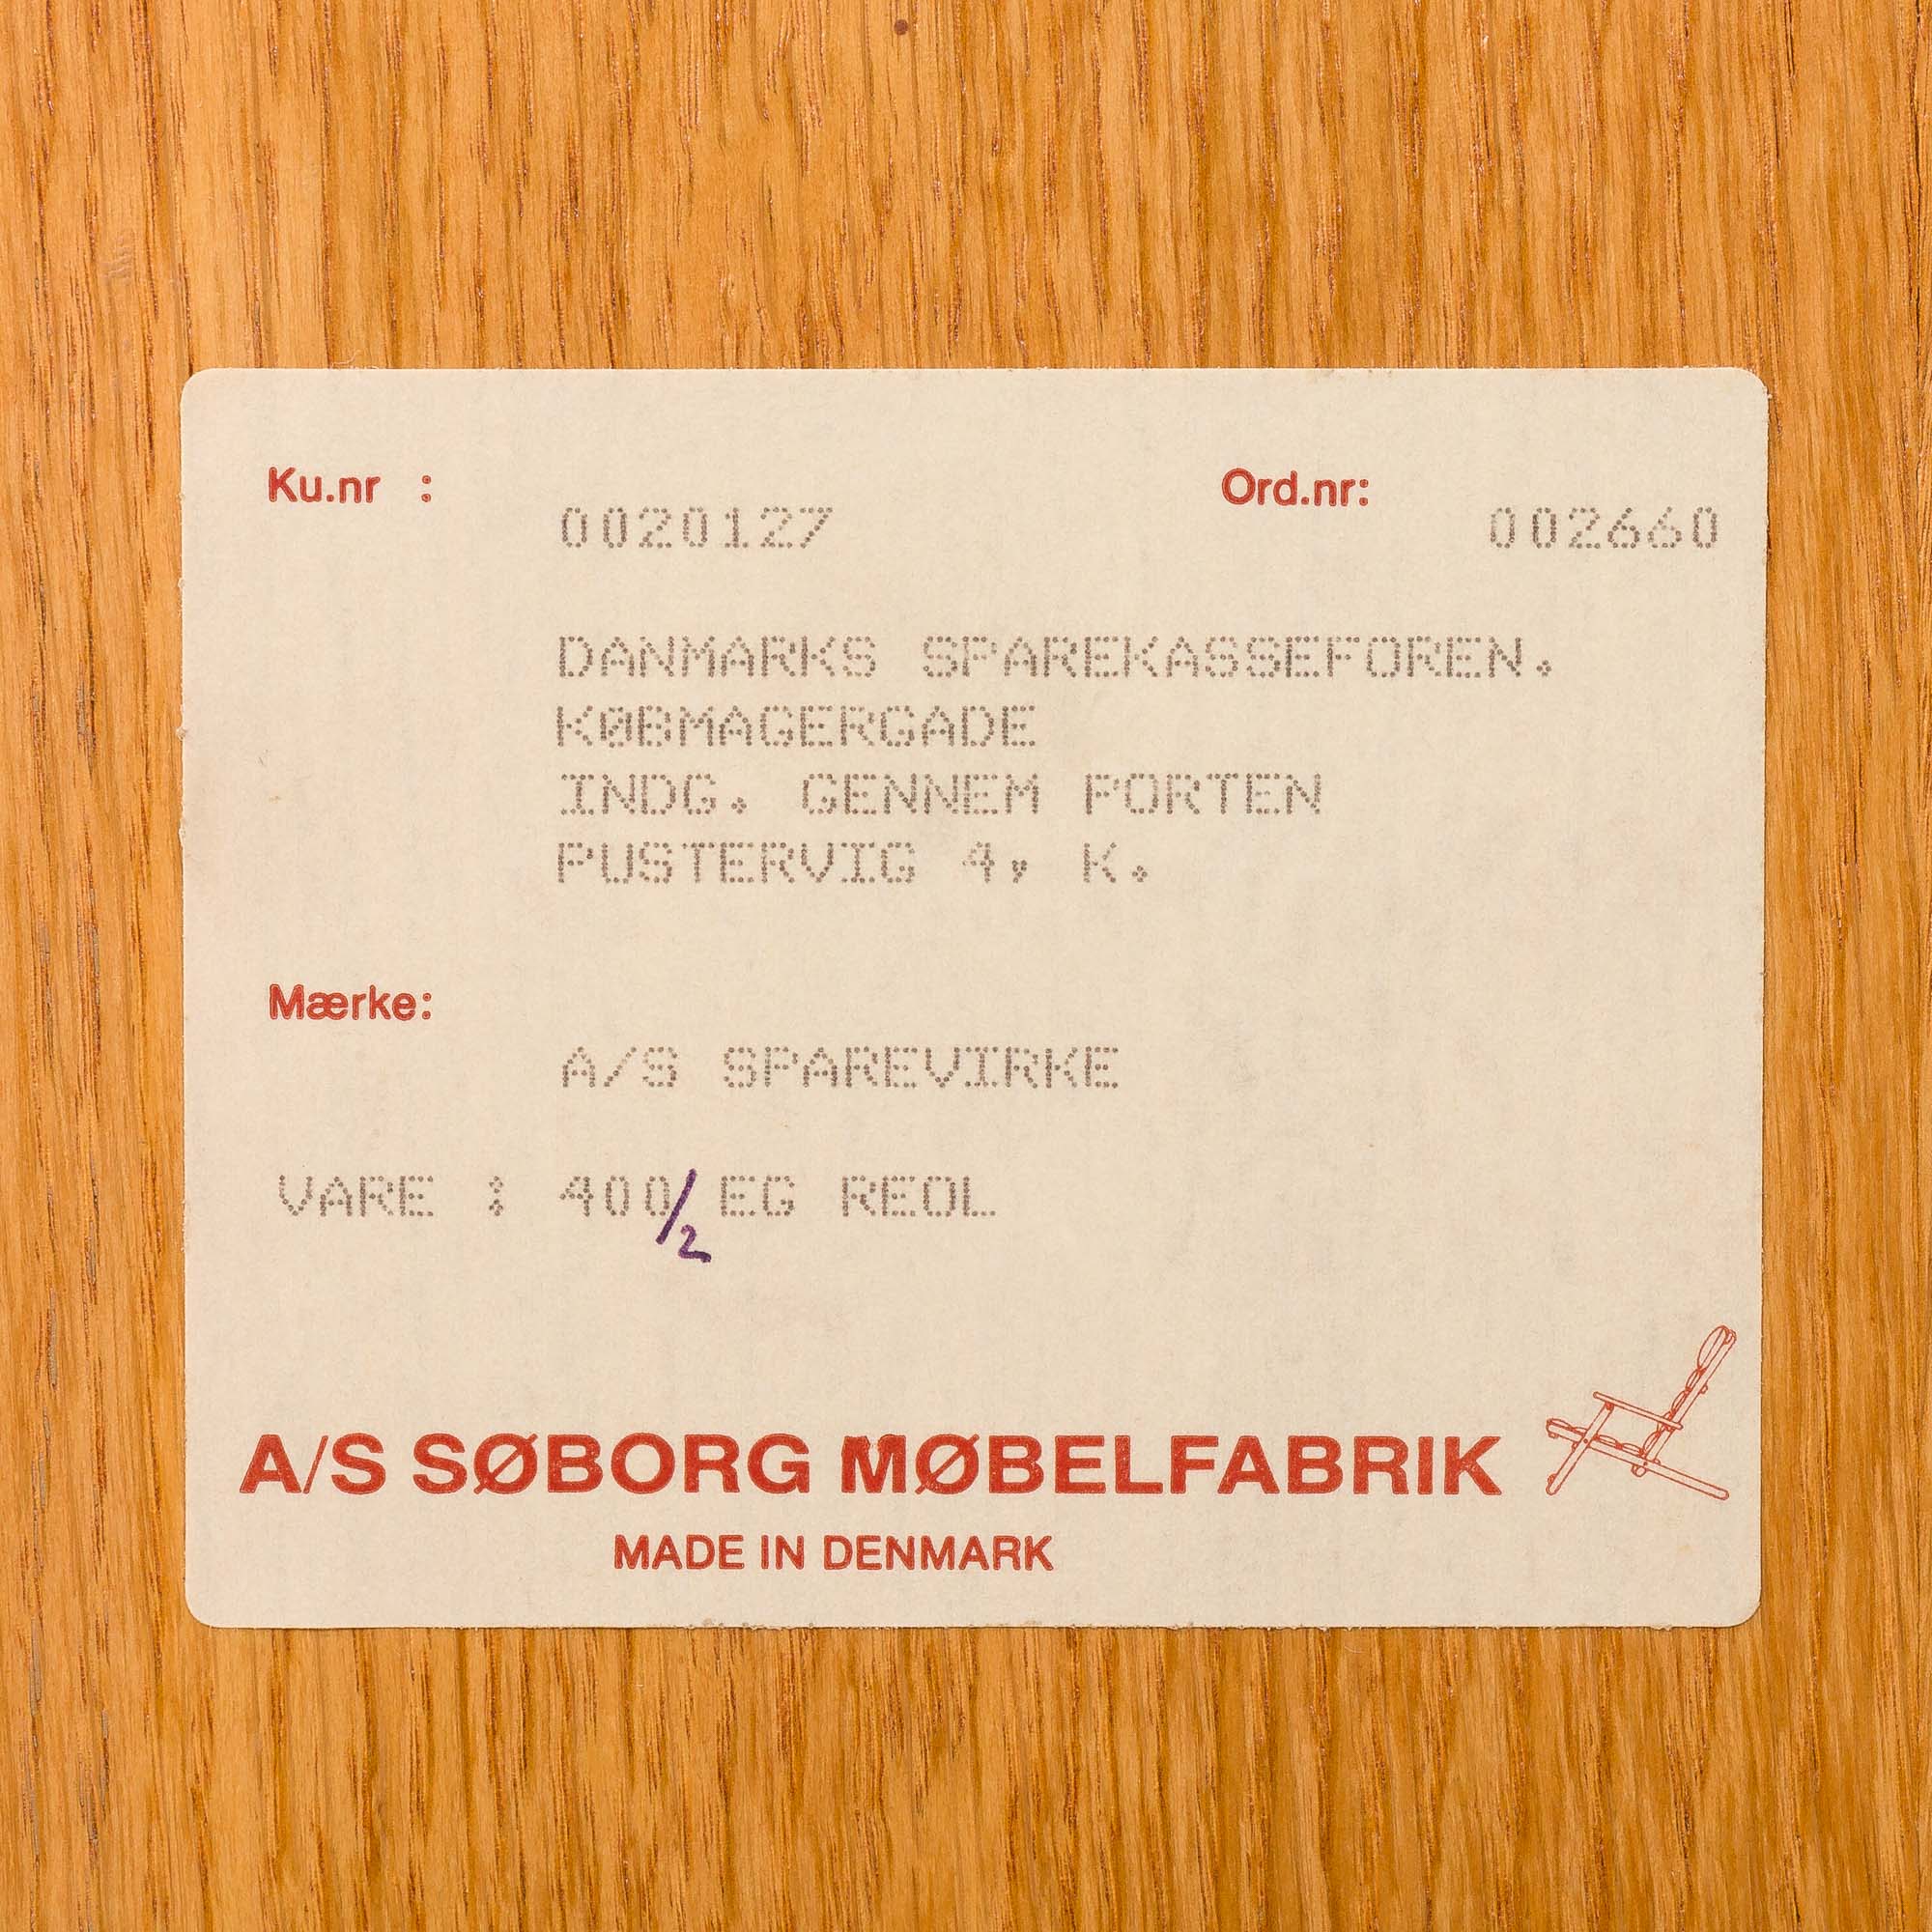 Ku.nr : 0020127 Ord.nr: 002660
DANMARKS SPAREKASSEFOREN.
KØBMAGERGADE
INDG. GENNEM PORTEN
PUSTERVIG 4, K.
Mærke:
A/S SPAREVIRKE
VARE : 400/2 EG REOL
A/S SØBORG MØBELFABRIK
MADE IN DENMARK